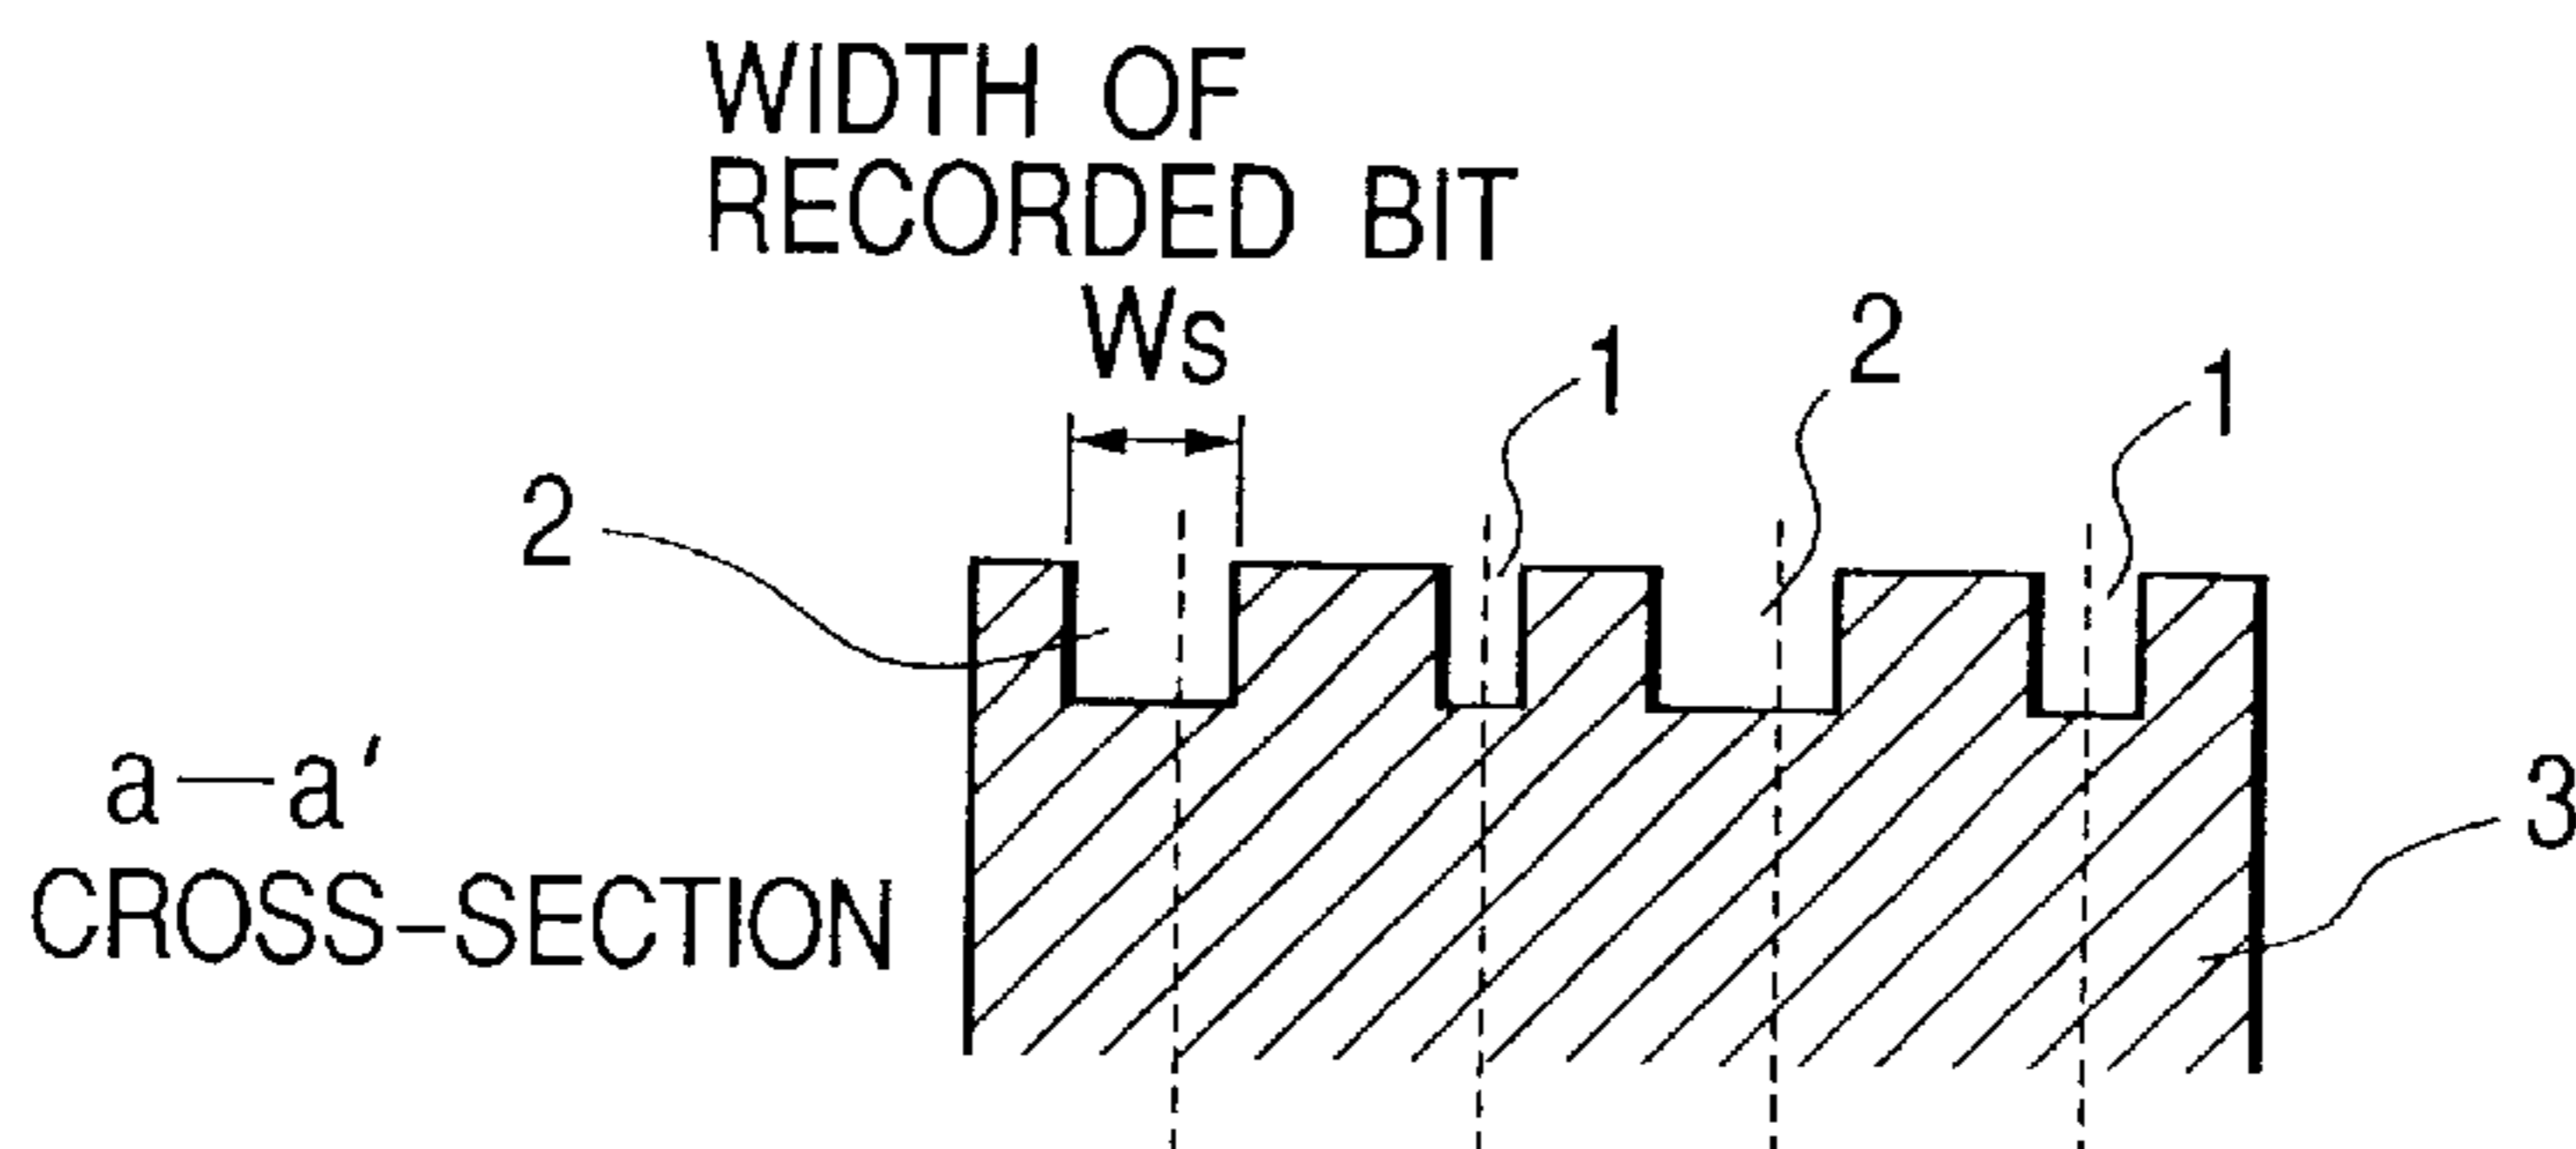 WIDTH OF
RECORDED BIT
Ws
1
2
1
2
a—a'
CROSS-SECTION
3